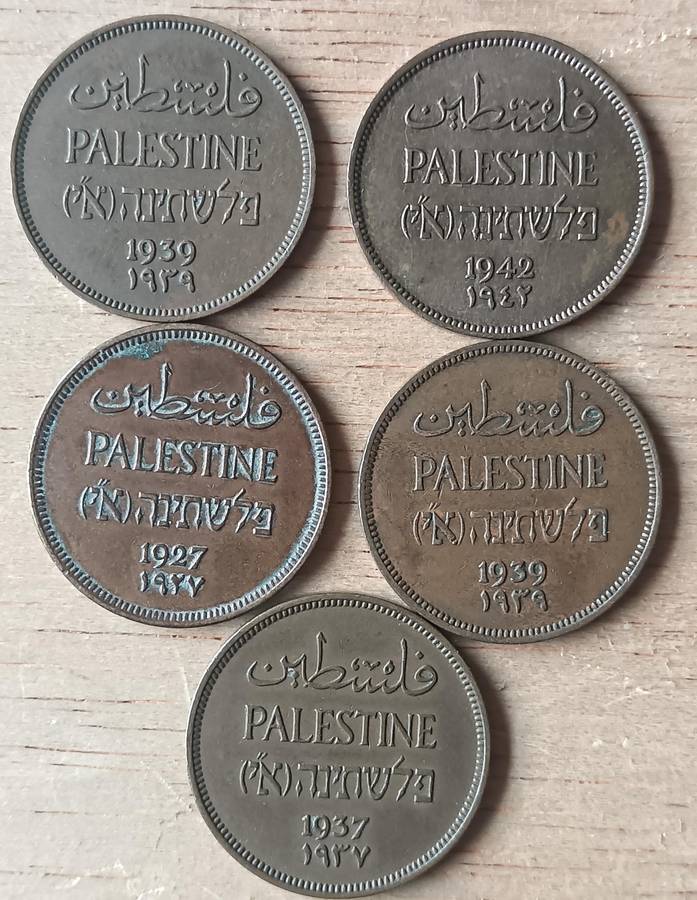 فلسطين
PALESTINE
פלשתינה (א״י)
1939
١٩٣٩
فلسطين
PALESTINE
פלשתינה (א״י)
1942
١٩٤٢
فلسطين
PALESTINE
פלשתינה (א״י)
1927
١٩٢٧
فلسطين
PALESTINE
פלשתינה (א״י)
1939
١٩٣٩
فلسطين
PALESTINE
פלשתינה (א״י)
1937
١٩٣٧